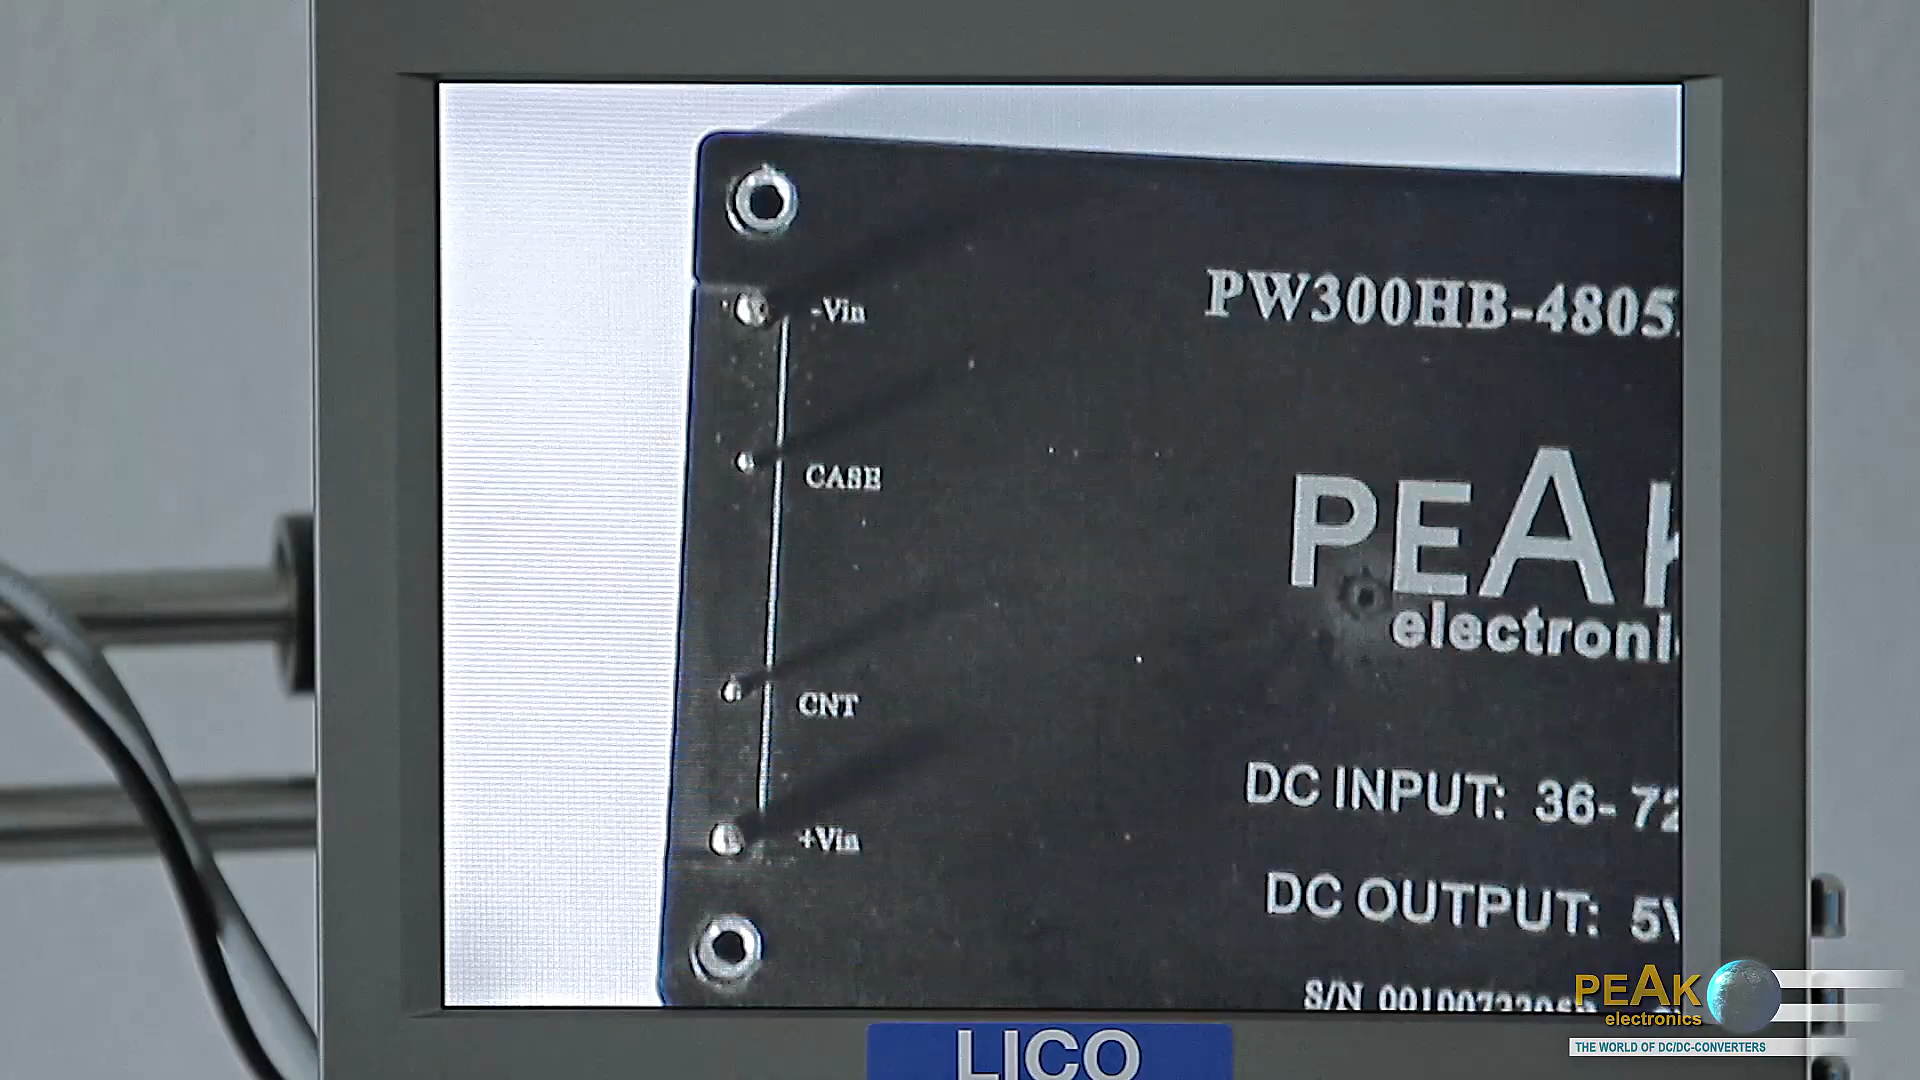 -Vin
PW300HB-4805
CASE
PEAK
electroni
CNT
DC INPUT: 36-72
+Vin
DC OUTPUT: 5V
S/N
LICO
PEAK
electronics
THE WORLD OF DC/DC-CONVERTERS